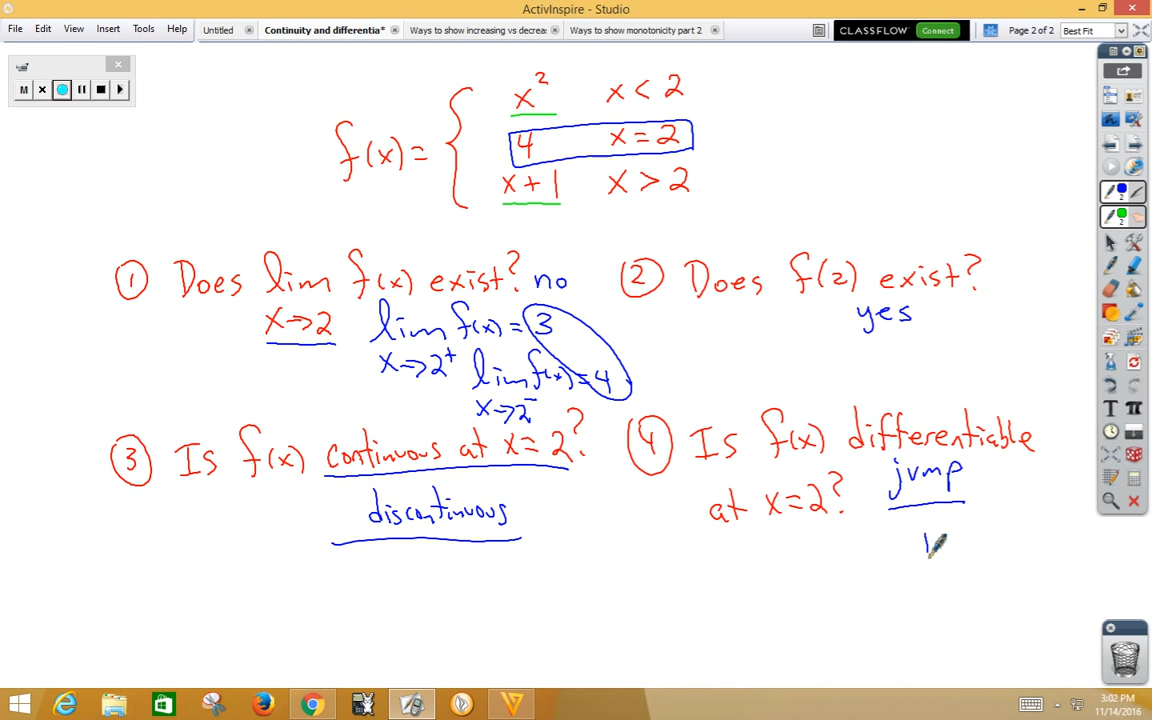 ActivInspire - Studio
File Edit View Insert Tools Help
Untitled
Continuity and differentia*
Ways to show increasing vs decrea
Ways to show monotonicity part 2
CLASSFLOW Connect
Page 2 of 2
Best Fit
M
2
2
f(x) = { x² x < 2
4 x = 2
x + 1 x > 2
① Does lim f(x) exist? no
x → 2
lim f(x) = 3
x → 2⁺
lim f(x) = 4
x → 2⁻
② Does f(2) exist?
yes
③ Is f(x) continuous at x = 2?
discontinuous
④ Is f(x) differentiable
at x = 2?
jump
3:02 PM
11/14/2016